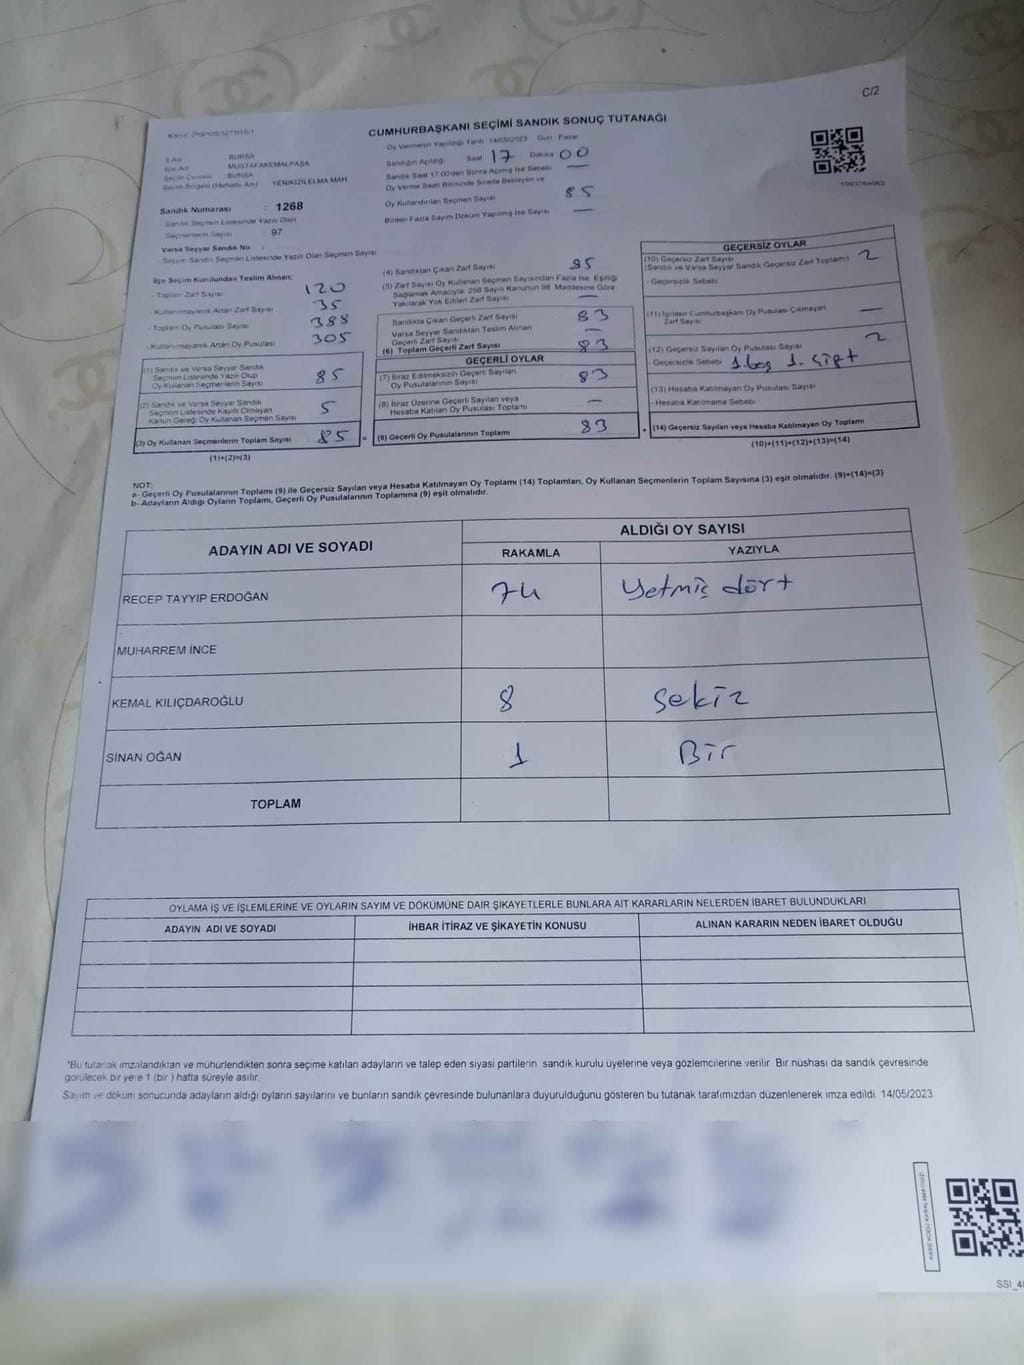 C/2
CUMHURBAŞKANI SEÇİMİ SANDIK SONUÇ TUTANAĞI
Oy Vermenin Yapıldığı Tarih 14/05/2023 Gün Pazar
Sandığın Açıldığı Saat 17 Dakika 00
Sandık Saat 17.00'den Sonra Açılmış İse Sebebi —
Oy Verme Saati Bitiminde Sırada Bekleyen ve
Oy Kullandırılan Seçmen Sayısı 85
Birden Fazla Sayım Döküm Yapılmış İse Sayısı —
İl Adı BURSA
İlçe Adı MUSTAFAKEMALPAŞA
Seçim Çevresi : BURSA
Seçim Bölgesi (Mahalle Adı) YENİKIZILELMA MAH
Sandık Numarası : 1268
Sandık Seçmen Listesinde Yazılı Olan
Seçmenlerin Sayısı : 97
Varsa Seyyar Sandık No :
- Seyyar Sandık Seçmen Listesinde Yazılı Olan Seçmen Sayısı
İlçe Seçim Kurulundan Teslim Alınan:
- Toplam Zarf Sayısı 120
- Kullanılmayarak Artan Zarf Sayısı 35
- Toplam Oy Pusulası Sayısı 388
- Kullanılmayarak Artan Oy Pusulası 305
(1) Sandık ve Varsa Seyyar Sandık
Seçmen Listesinde Yazılı Olup
Oy Kullanan Seçmenlerin Sayısı 85
(2) Sandık ve Varsa Seyyar Sandık
Seçmen Listesinde Kayıtlı Olmayan
Kanun Gereği Oy Kullanan Seçmen Sayısı 5
(3) Oy Kullanan Seçmenlerin Toplam Sayısı 85 =
(1)+(2)=(3)
(4) Sandıktan Çıkan Zarf Sayısı 85
(5) Zarf Sayısı Oy Kullanan Seçmen Sayısından Fazla İse, Eşitliği
Sağlamak Amacıyla; 298 Sayılı Kanunun 98. Maddesine Göre
Yakılarak Yok Edilen Zarf Sayısı —
Sandıkta Çıkan Geçerli Zarf Sayısı 83
Varsa Seyyar Sandıktan Teslim Alınan
Geçerli Zarf Sayısı —
(6) Toplam Geçerli Zarf Sayısı 83
GEÇERLİ OYLAR
(7) İtiraz Edilmeksizin Geçerli Sayılan
Oy Pusulalarının Sayısı 83
(8) İtiraz Üzerine Geçerli Sayılan veya
Hesaba Katılan Oy Pusulası Toplamı —
(9) Geçerli Oy Pusulalarının Toplamı 83 +
GEÇERSİZ OYLAR
(10) Geçersiz Zarf Sayısı
(Sandık ve Varsa Seyyar Sandık Geçersiz Zarf Toplamı) 2
- Geçersizlik Sebebi
(11) İçinden Cumhurbaşkanı Oy Pusulası Çıkmayan
Zarf Sayısı —
(12) Geçersiz Sayılan Oy Pusulası Sayısı 2
- Geçersizlik Sebebi 1. boş 1. çift
(13) Hesaba Katılmayan Oy Pusulası Sayısı
- Hesaba Katılmama Sebebi
(14) Geçersiz Sayılan veya Hesaba Katılmayan Oy Toplamı
(10)+(11)+(12)+(13)=(14)
NOT:
a- Geçerli Oy Pusulalarının Toplamı (9) ile Geçersiz Sayılan veya Hesaba Katılmayan Oy Toplamı (14) Toplamları, Oy Kullanan Seçmenlerin Toplam Sayısına (3) eşit olmalıdır. (9)+(14)=(3)
b- Adayların Aldığı Oyların Toplamı, Geçerli Oy Pusulalarının Toplamına (9) eşit olmalıdır.
ADAYIN ADI VE SOYADI ALDIĞI OY SAYISI
RAKAMLA YAZIYLA
RECEP TAYYIP ERDOĞAN 74 Yetmiş dört
MUHARREM İNCE
KEMAL KILIÇDAROĞLU 8 Sekiz
SİNAN OĞAN 1 Bir
TOPLAM
OYLAMA İŞ VE İŞLEMLERİNE VE OYLARIN SAYIM VE DÖKÜMÜNE DAİR ŞİKAYETLERLE BUNLARA AİT KARARLARIN NELERDEN İBARET BULUNDUKLARI
ADAYIN ADI VE SOYADI İHBAR İTİRAZ VE ŞİKAYETİN KONUSU ALINAN KARARIN NEDEN İBARET OLDUĞU
"Bu tutanak imzalandıktan ve mühürlendikten sonra seçime katılan adayların ve talep eden siyasi partilerin sandık kurulu üyelerine veya gözlemcilerine verilir. Bir nüshası da sandık çevresinde
görülecek bir yere 1 (bir) hafta süreyle asılır.
Sayım ve döküm sonucunda adayların aldığı oyların sayılarını ve bunların sandık çevresinde bulunanlara duyurulduğunu gösteren bu tutanak tarafımızdan düzenlenerek imza edildi. 14/05/2023